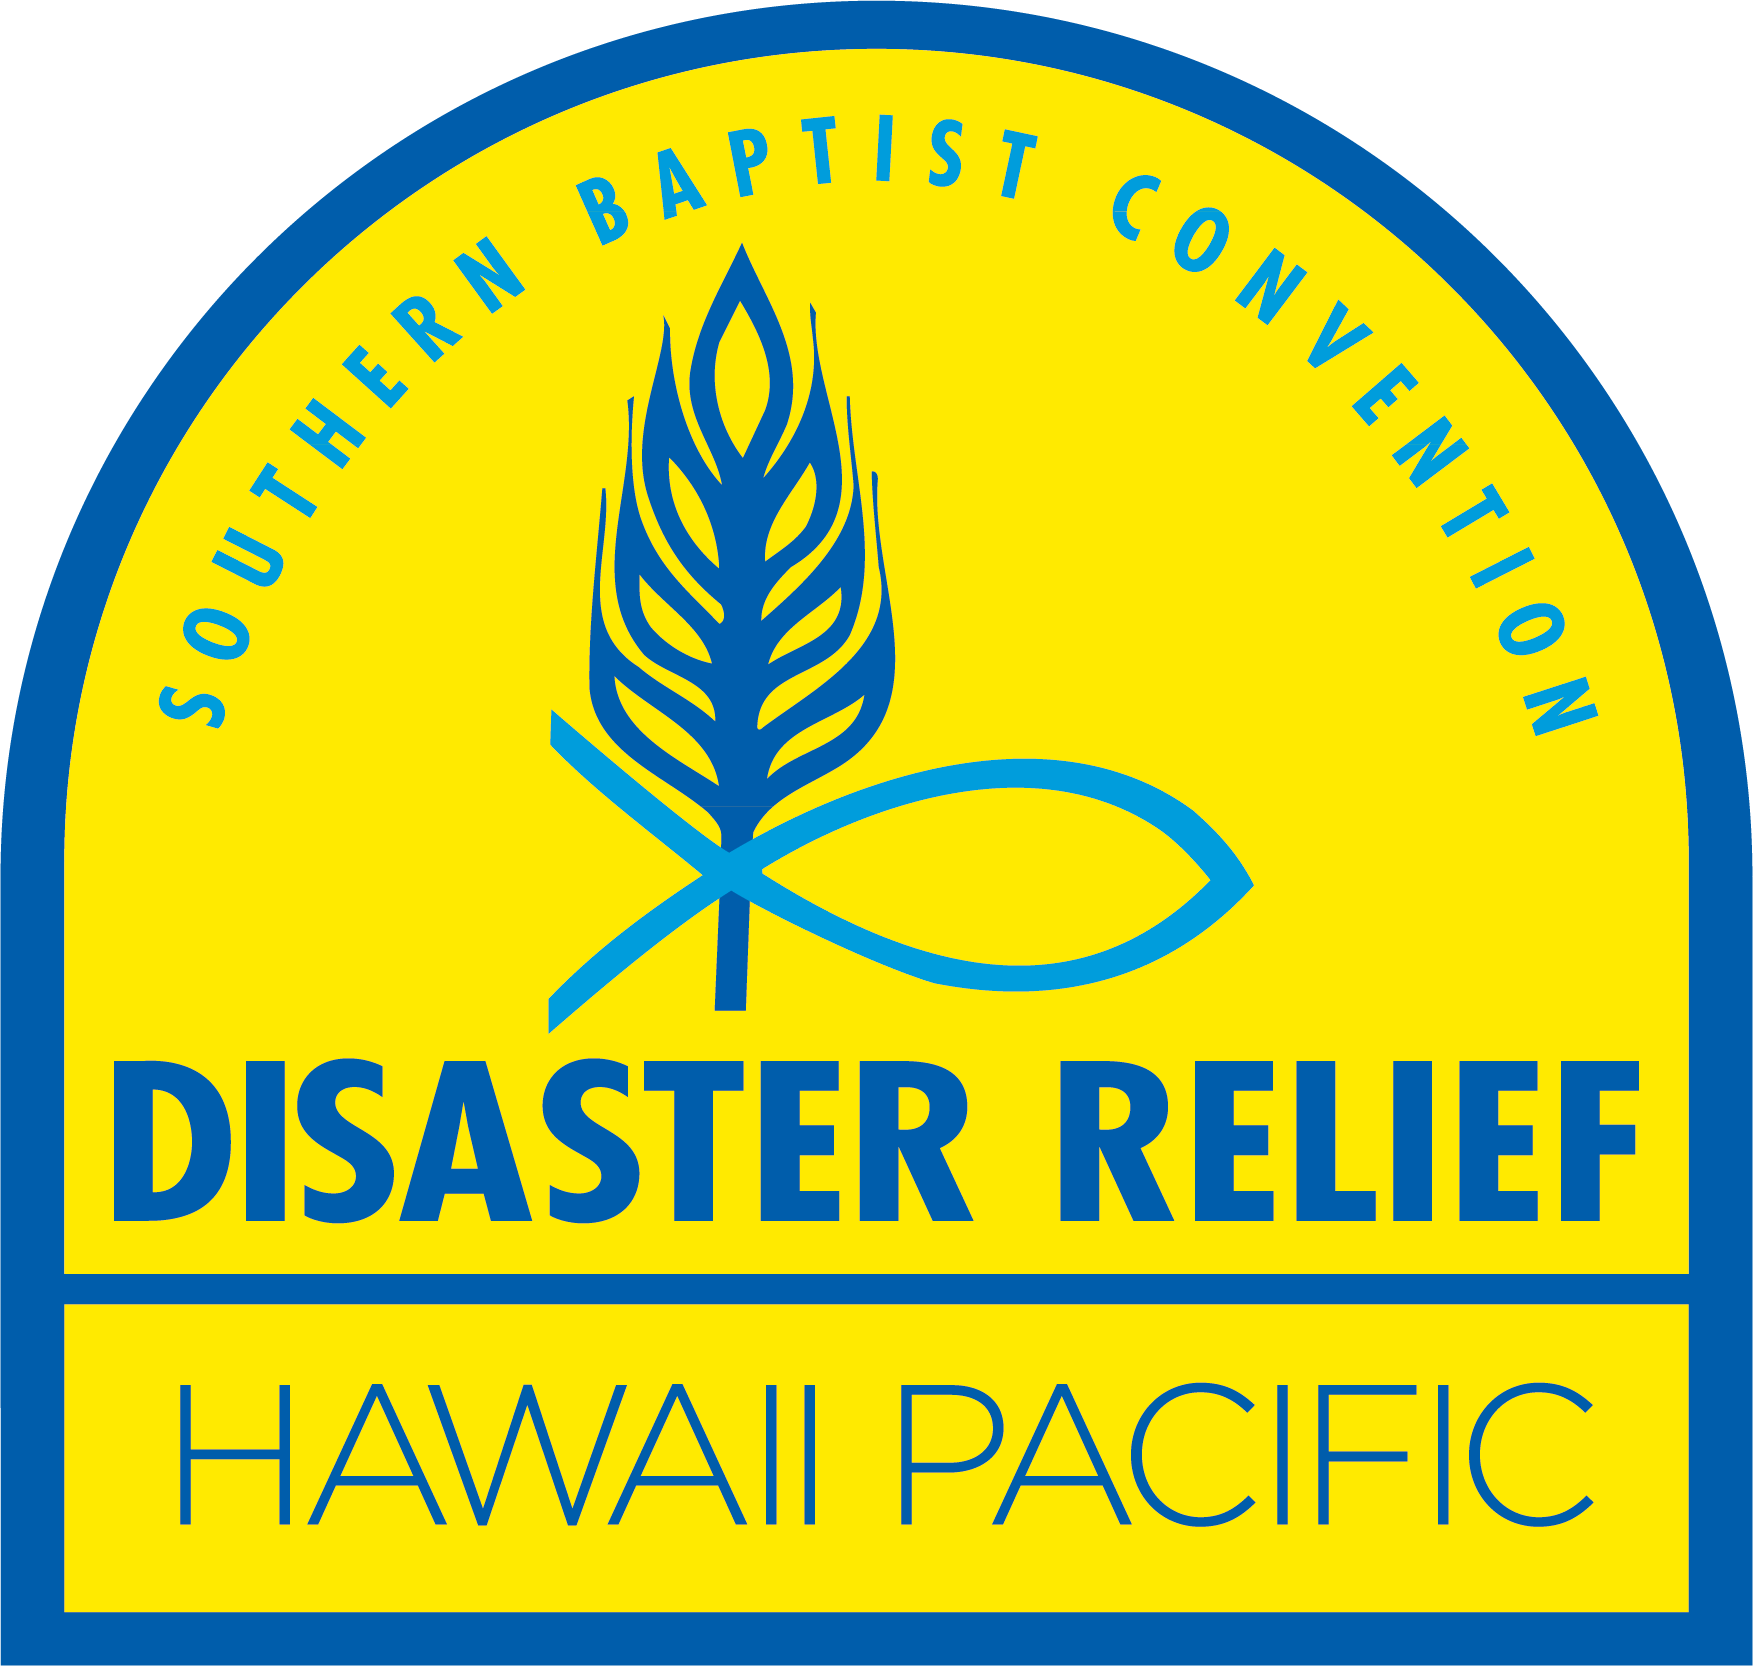 SOUTHERN BAPTIST CONVENTION
DISASTER RELIEF
HAWAII PACIFIC